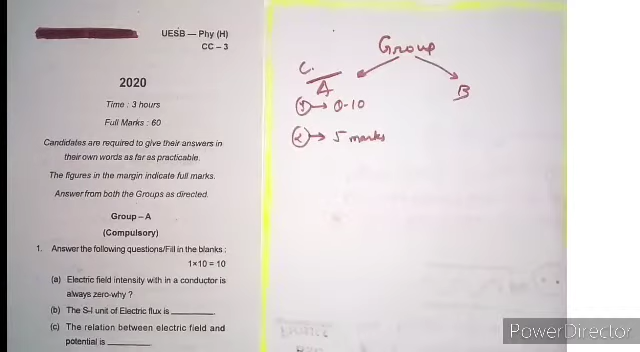 UESB — Phy (H)
CC – 3
2020
Time : 3 hours
Full Marks : 60
Candidates are required to give their answers in
their own words as far as practicable.
The figures in the margin indicate full marks.
Answer from both the Groups as directed.
Group – A
(Compulsory)
1. Answer the following questions/Fill in the blanks :
1×10 = 10
(a) Electric field intensity with in a conductor is
always zero-why ?
(b) The S-I unit of Electric flux is ________
(c) The relation between electric field and
potential is ________
Group
C.
A
B
① → 0-10
② → 5 marks
PowerDirector